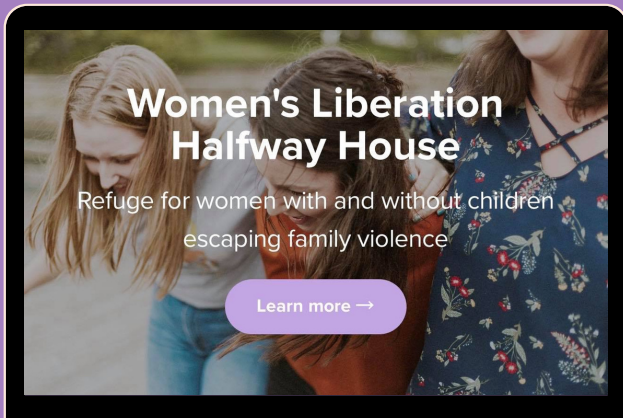 Women's Liberation
Halfway House
Refuge for women with and without children
escaping family violence
Learn more →